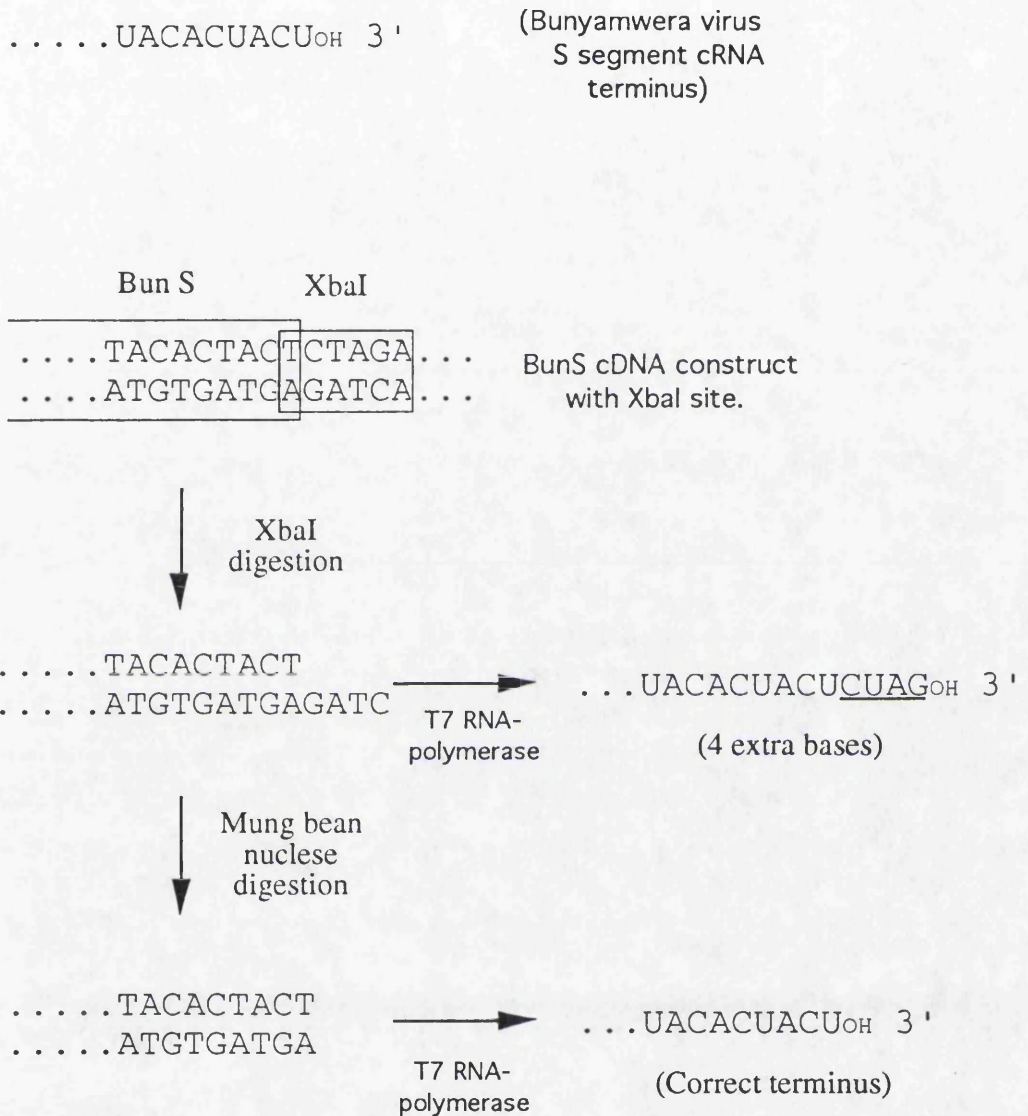 .....UACACUACUOH 3'
(Bunyamwera virus
S segment cRNA
terminus)
Bun S
XbaI
....TACACTACTCTAGA...
....ATGTGATGAGATCA...
BunS cDNA construct
with XbaI site.
XbaI
digestion
.....TACACTACT
.....ATGTGATGAGATC
T7 RNA-
polymerase
...UACACUACUCUAGOH 3'
(4 extra bases)
Mung bean
nuclese
digestion
.....TACACTACT
.....ATGTGATGA
T7 RNA-
polymerase
...UACACUACUOH 3'
(Correct terminus)